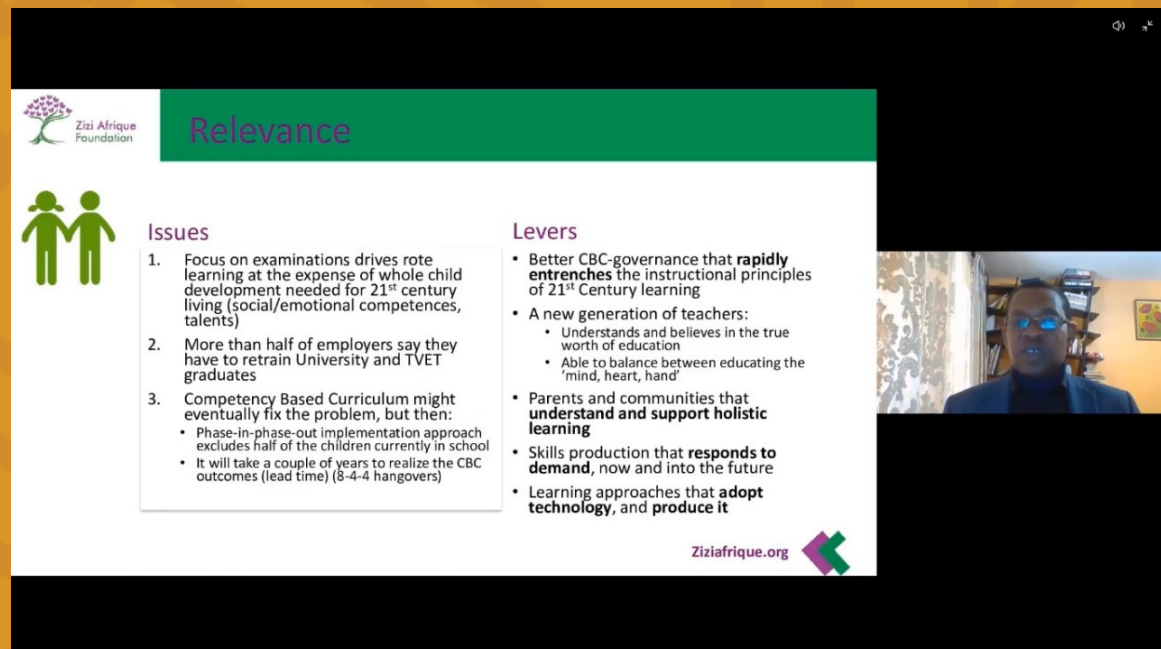 Zizi Afrique
Foundation
Relevance
Issues
1. Focus on examinations drives rote
learning at the expense of whole child
development needed for 21st century
living (social/emotional competences,
talents)
2. More than half of employers say they
have to retrain University and TVET
graduates
3. Competency Based Curriculum might
eventually fix the problem, but then:
• Phase-in-phase-out implementation approach
excludes half of the children currently in school
• It will take a couple of years to realize the CBC
outcomes (lead time) (8-4-4 hangovers)
Levers
• Better CBC-governance that rapidly
entrenches the instructional principles
of 21st Century learning
• A new generation of teachers:
• Understands and believes in the true
worth of education
• Able to balance between educating the
‘mind, heart, hand’
• Parents and communities that
understand and support holistic
learning
• Skills production that responds to
demand, now and into the future
• Learning approaches that adopt
technology, and produce it
Ziziafrique.org